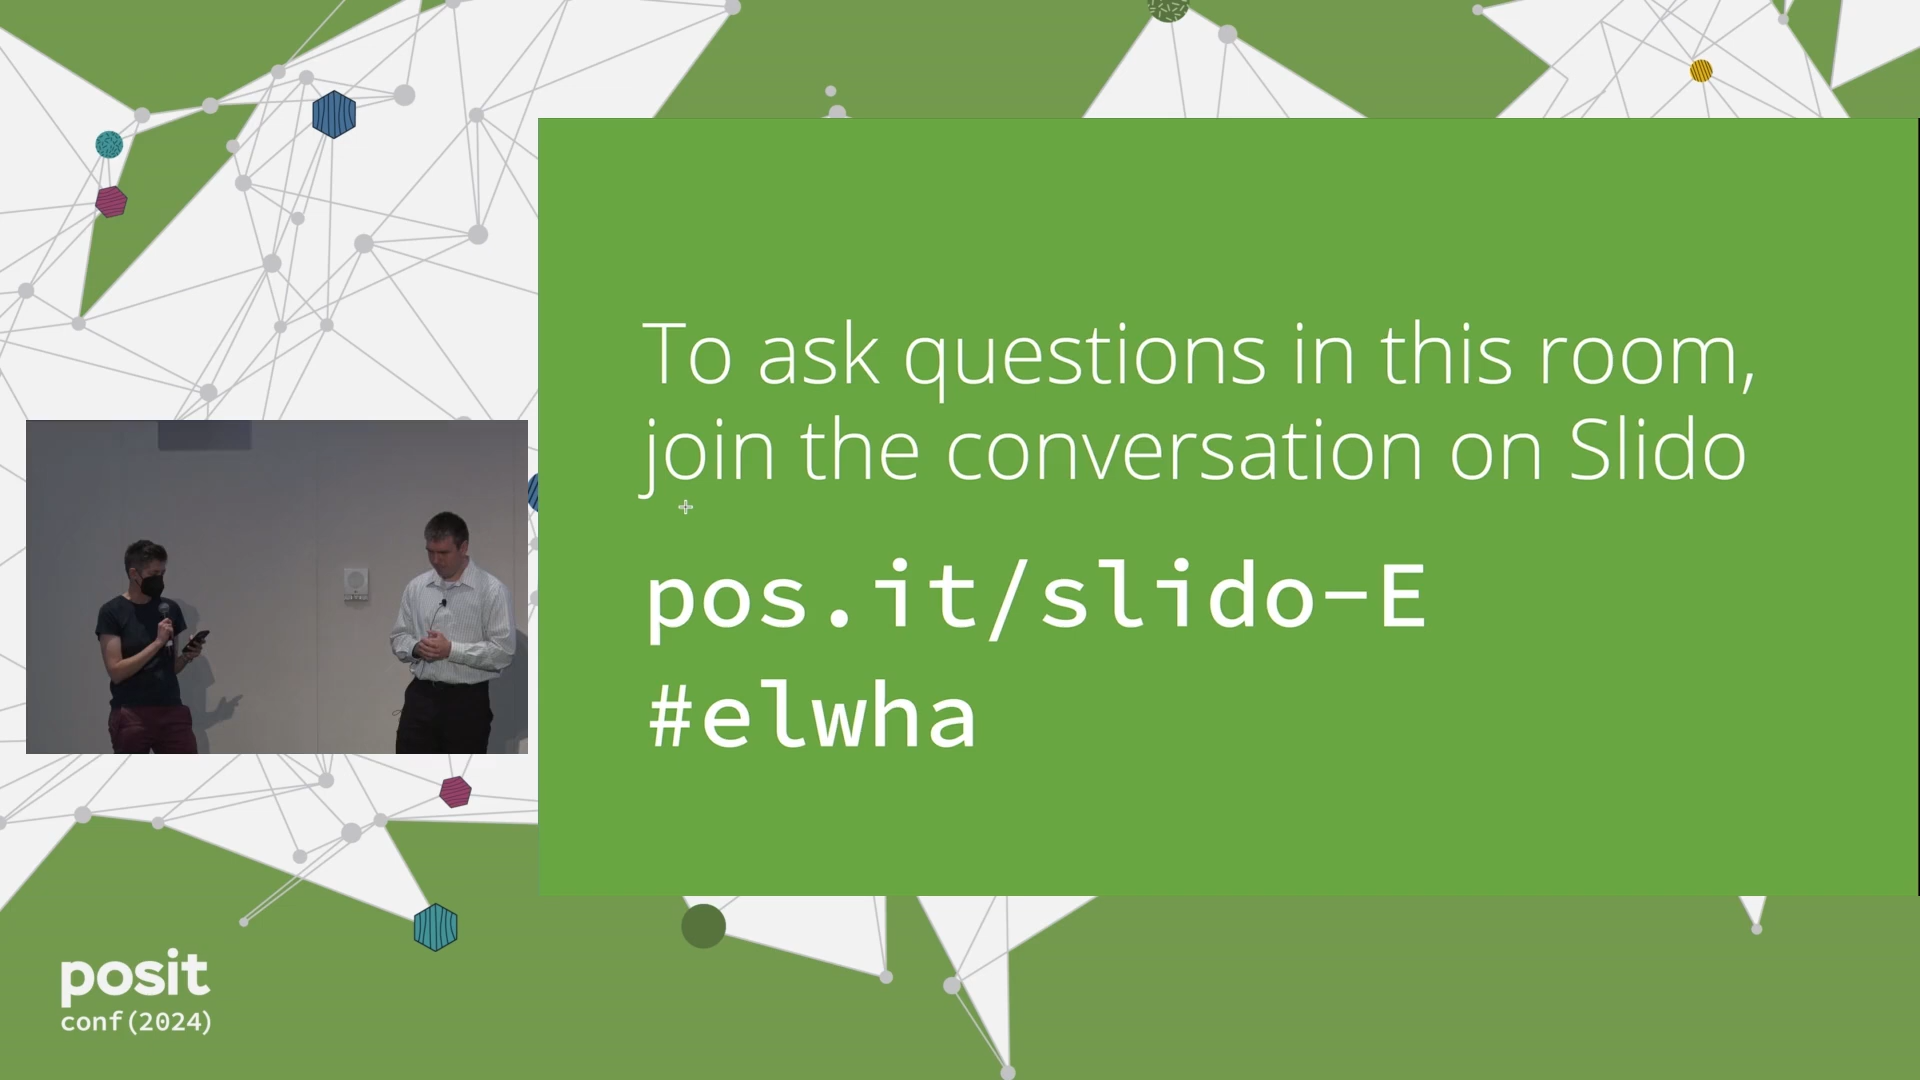 To ask questions in this room,
join the conversation on Slido
pos.it/slido-E
#elwha
posit
conf(2024)